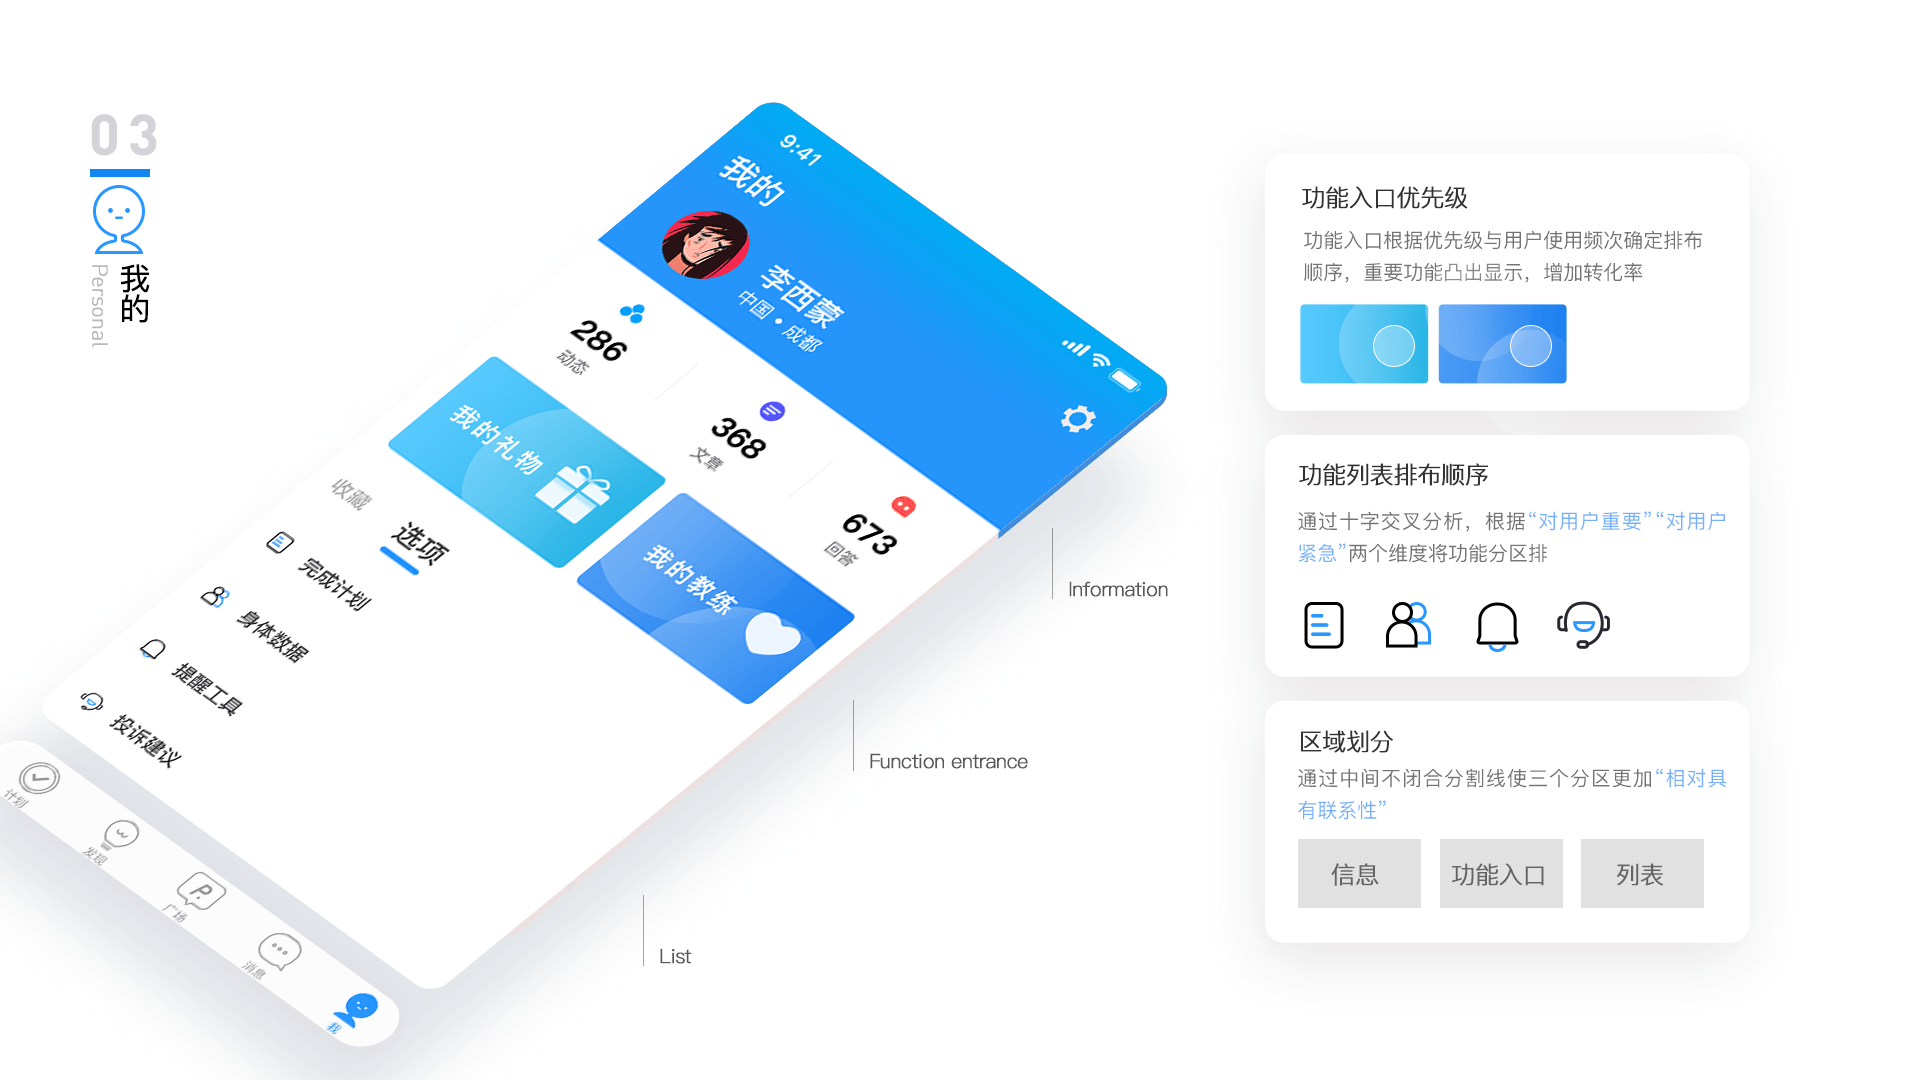 03
我的
Personal
9:41
我的
李西蒙
中国•成都
286
动态
368
文章
673
回答
我的礼物
我的教练
收藏
选项
完成计划
身体数据
提醒工具
投诉建议
计划
发现
广场
消息
我
Information
Function entrance
List
功能入口优先级
功能入口根据优先级与用户使用频次确定排布
顺序，重要功能凸出显示，增加转化率
功能列表排布顺序
通过十字交叉分析，根据“对用户重要”“对用户
紧急”两个维度将功能分区排
区域划分
通过中间不闭合分割线使三个分区更加“相对具
有联系性”
信息
功能入口
列表